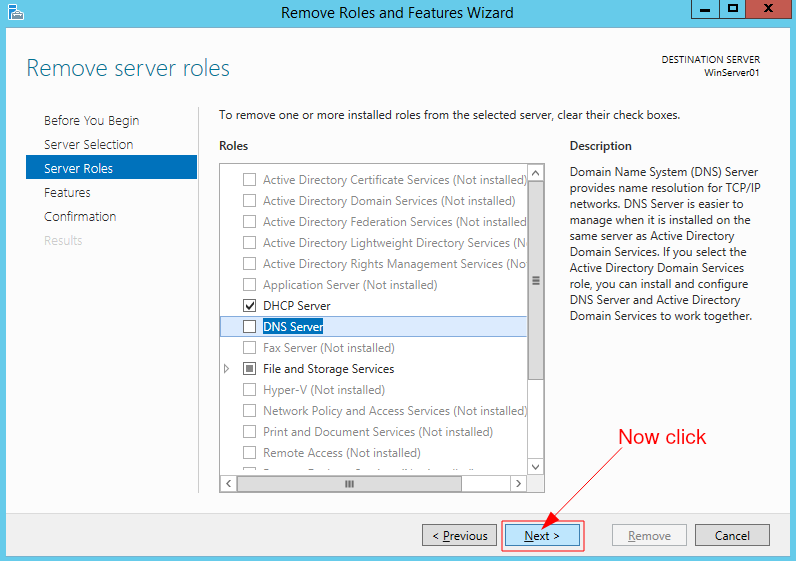 Remove Roles and Features Wizard
Remove server roles
DESTINATION SERVER
WinServer01
Before You Begin
Server Selection
Server Roles
Features
Confirmation
Results
To remove one or more installed roles from the selected server, clear their check boxes.
Roles
Active Directory Certificate Services (Not installed)
Active Directory Domain Services (Not installed)
Active Directory Federation Services (Not installed
Active Directory Lightweight Directory Services (N
Active Directory Rights Management Services (No
Application Server (Not installed)
DHCP Server
DNS Server
Fax Server (Not installed)
File and Storage Services
Hyper-V (Not installed)
Network Policy and Access Services (Not installed)
Print and Document Services (Not installed)
Remote Access (Not installed)
Description
Domain Name System (DNS) Server
provides name resolution for TCP/IP
networks. DNS Server is easier to
manage when it is installed on the
same server as Active Directory
Domain Services. If you select the
Active Directory Domain Services
role, you can install and configure
DNS Server and Active Directory
Domain Services to work together.
Now click
< Previous
Next >
Remove
Cancel